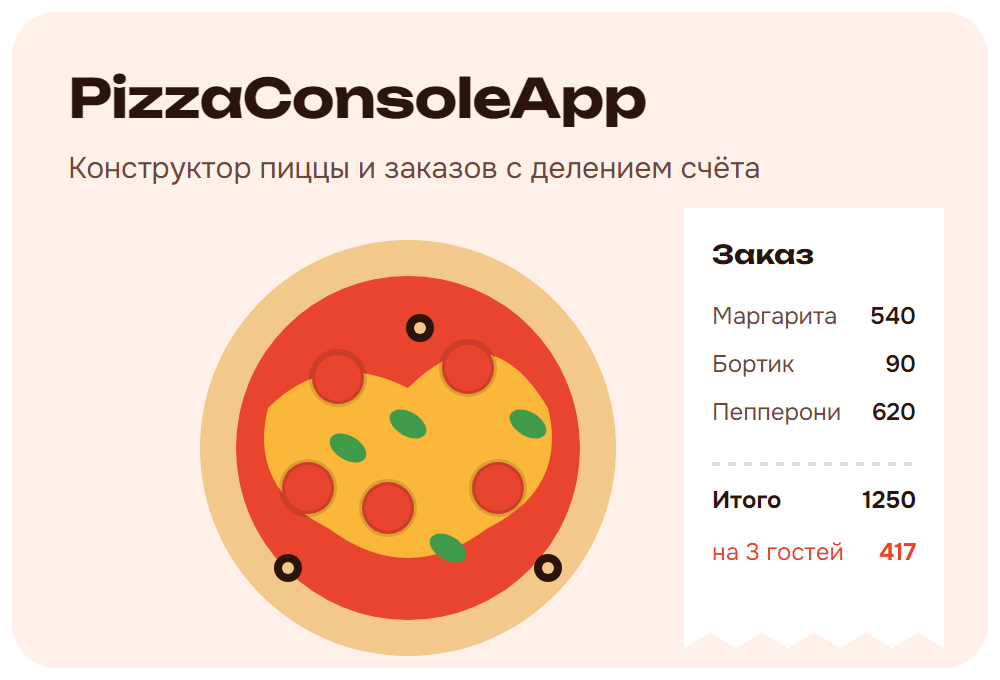 PizzaConsoleApp
Конструктор пиццы и заказов с делением счёта
Заказ
Маргарита 540
Бортик 90
Пепперони 620
Итого 1250
на 3 гостей 417